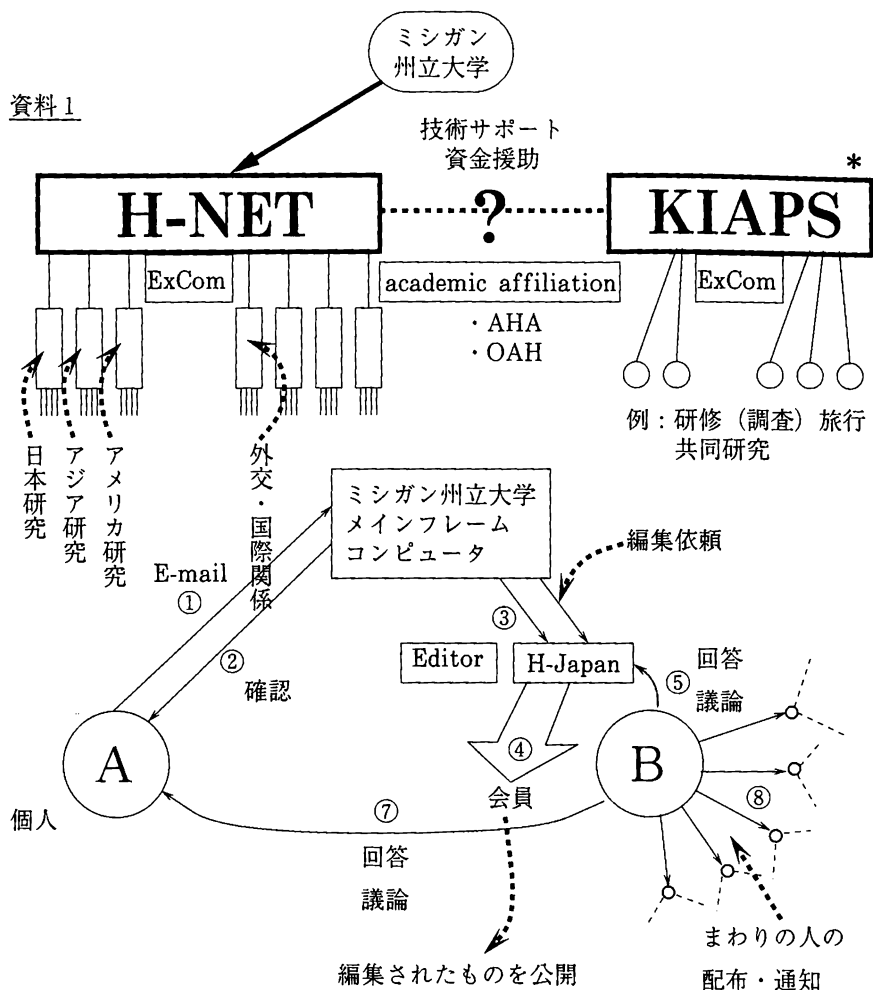 ミシガン
州立大学
資料1
技術サポート
資金援助
H-NET
?
KIAPS
*
ExCom
academic affiliation
ExCom
・AHA
・OAH
例：研修（調査）旅行
共同研究
日本研究
アジア研究
アメリカ研究
外交・国際関係
ミシガン州立大学
メインフレーム
コンピュータ
編集依頼
E-mail
①
②
確認
③
Editor
H-Japan
⑤
回答
議論
④
会員
A
個人
B
⑦
回答
議論
⑧
まわりの人の
配布・通知
編集されたものを公開